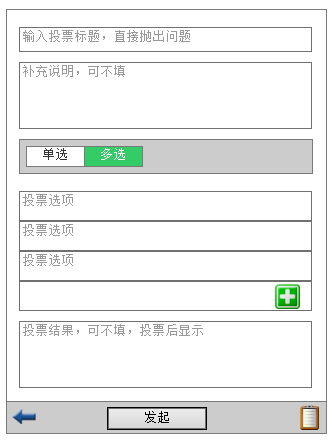 输入投票标题，直接抛出问题
补充说明，可不填
单选 多选
投票选项
投票选项
投票选项
投票结果，可不填，投票后显示
发起